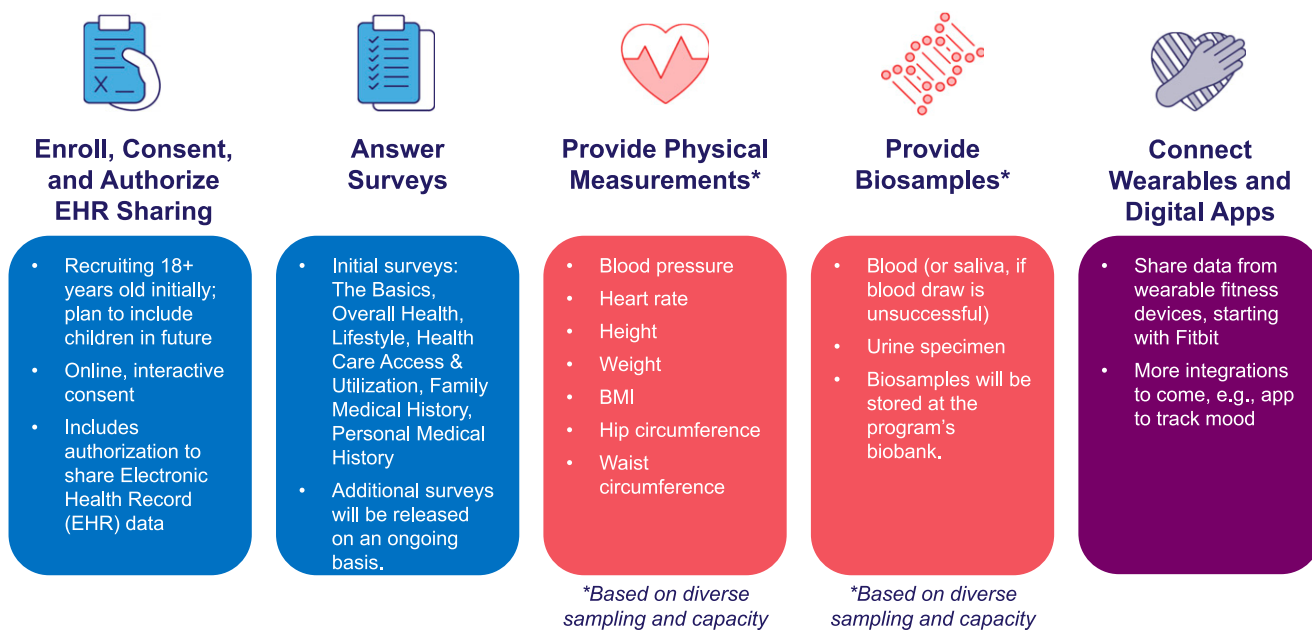 Enroll, Consent,
and Authorize
EHR Sharing
• Recruiting 18+
years old initially;
plan to include
children in future
• Online, interactive
consent
• Includes
authorization to
share Electronic
Health Record
(EHR) data
Answer
Surveys
• Initial surveys:
The Basics,
Overall Health,
Lifestyle, Health
Care Access &
Utilization, Family
Medical History,
Personal Medical
History
• Additional surveys
will be released
on an ongoing
basis.
Provide Physical
Measurements*
• Blood pressure
• Heart rate
• Height
• Weight
• BMI
• Hip circumference
• Waist
circumference
*Based on diverse
sampling and capacity
Provide
Biosamples*
• Blood (or saliva, if
blood draw is
unsuccessful)
• Urine specimen
• Biosamples will be
stored at the
program's
biobank.
*Based on diverse
sampling and capacity
Connect
Wearables and
Digital Apps
• Share data from
wearable fitness
devices, starting
with Fitbit
• More integrations
to come, e.g., app
to track mood